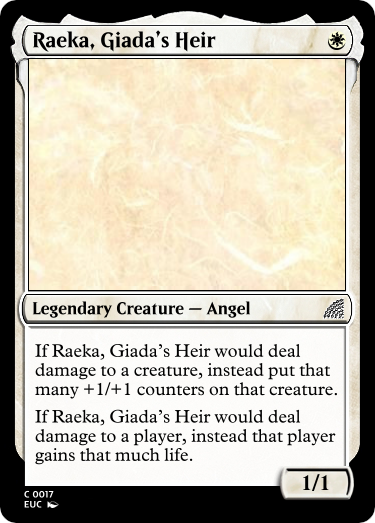 Raeka, Giada's Heir
Legendary Creature — Angel
If Raeka, Giada's Heir would deal
damage to a creature, instead put that
many +1/+1 counters on that creature.
If Raeka, Giada's Heir would deal
damage to a player, instead that player
gains that much life.
1/1
C 0017
EUC